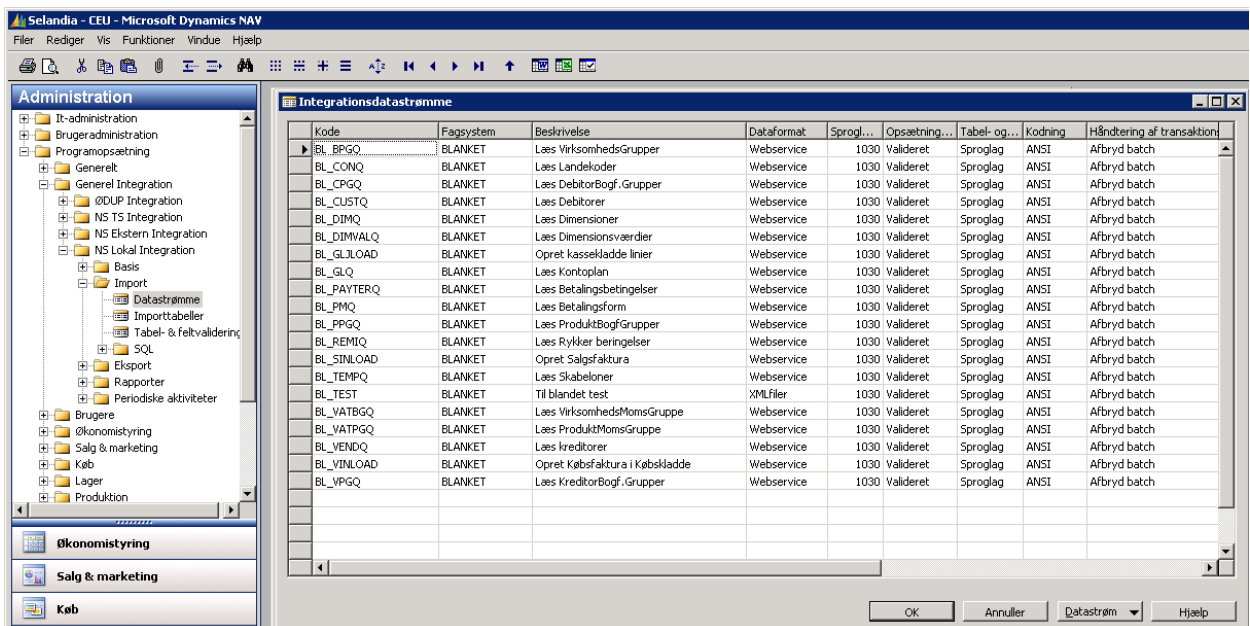 Selandia - CEU - Microsoft Dynamics NAV
Filer Rediger Vis Funktioner Vindue Hjælp
Administration
It-administration
Brugeradministration
Programopsætning
Generelt
Generel Integration
ØDUP Integration
NS TS Integration
NS Ekstern Integration
NS Lokal Integration
Basis
Import
Datastrømme
Importtabeller
Tabel- & feltvalidering
SQL
Eksport
Rapporter
Periodiske aktiviteter
Brugere
Økonomistyring
Salg & marketing
Køb
Lager
Produktion
Økonomistyring
Salg & marketing
Køb
Integrationsdatastrømme
Kode Fagsystem Beskrivelse Dataformat Sprogl... Opsætning... Tabel- og... Kodning Håndtering af transaktions
BL_BPGQ BLANKET Læs VirksomhedsGrupper Webservice 1030 Valideret Sproglag ANSI Afbryd batch
BL_CONQ BLANKET Læs Landekoder Webservice 1030 Valideret Sproglag ANSI Afbryd batch
BL_CPGQ BLANKET Læs DebitorBogf.Grupper Webservice 1030 Valideret Sproglag ANSI Afbryd batch
BL_CUSTQ BLANKET Læs Debitorer Webservice 1030 Valideret Sproglag ANSI Afbryd batch
BL_DIMQ BLANKET Læs Dimensioner Webservice 1030 Valideret Sproglag ANSI Afbryd batch
BL_DIMVALQ BLANKET Læs Dimensionsværdier Webservice 1030 Valideret Sproglag ANSI Afbryd batch
BL_GLJLOAD BLANKET Opret kassekladde linier Webservice 1030 Valideret Sproglag ANSI Afbryd batch
BL_GLQ BLANKET Læs Kontoplan Webservice 1030 Valideret Sproglag ANSI Afbryd batch
BL_PAYTERQ BLANKET Læs Betalingsbetingelser Webservice 1030 Valideret Sproglag ANSI Afbryd batch
BL_PMQ BLANKET Læs Betalingsform Webservice 1030 Valideret Sproglag ANSI Afbryd batch
BL_PPGQ BLANKET Læs ProduktBogfGrupper Webservice 1030 Valideret Sproglag ANSI Afbryd batch
BL_REMIQ BLANKET Læs Rykker beringelser Webservice 1030 Valideret Sproglag ANSI Afbryd batch
BL_SINLOAD BLANKET Opret Salgsfaktura Webservice 1030 Valideret Sproglag ANSI Afbryd batch
BL_TEMPQ BLANKET Læs Skabeloner Webservice 1030 Valideret Sproglag ANSI Afbryd batch
BL_TEST BLANKET Til blandet test XMLfiler 1030 Valideret Sproglag ANSI Afbryd batch
BL_VATBGQ BLANKET Læs VirksomhedsMomsGruppe Webservice 1030 Valideret Sproglag ANSI Afbryd batch
BL_VATPGQ BLANKET Læs ProduktMomsGruppe Webservice 1030 Valideret Sproglag ANSI Afbryd batch
BL_VENDQ BLANKET Læs kreditorer Webservice 1030 Valideret Sproglag ANSI Afbryd batch
BL_VINLOAD BLANKET Opret Købsfaktura i Købskladde Webservice 1030 Valideret Sproglag ANSI Afbryd batch
BL_VPGQ BLANKET Læs KreditorBogf.Grupper Webservice 1030 Valideret Sproglag ANSI Afbryd batch
OK Annuller Datastrøm Hjælp